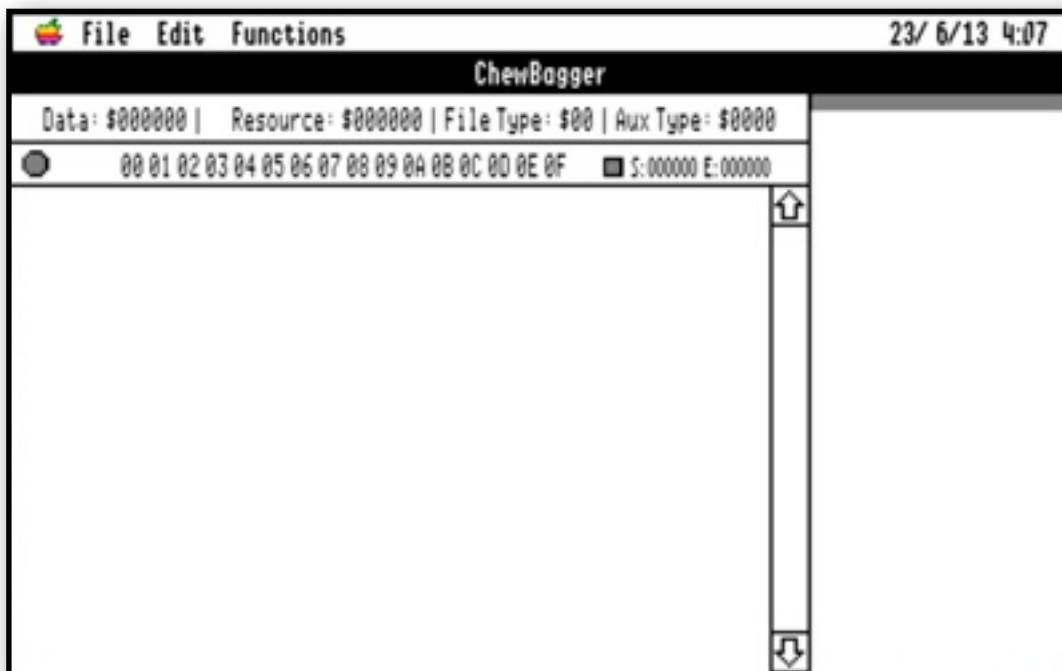 File Edit Functions 23/ 6/13 4:07
ChewBagger
Data: $000000 | Resource: $000000 | File Type: $00 | Aux Type: $0000
00 01 02 03 04 05 06 07 08 09 0A 0B 0C 0D 0E 0F S:000000 E:000000